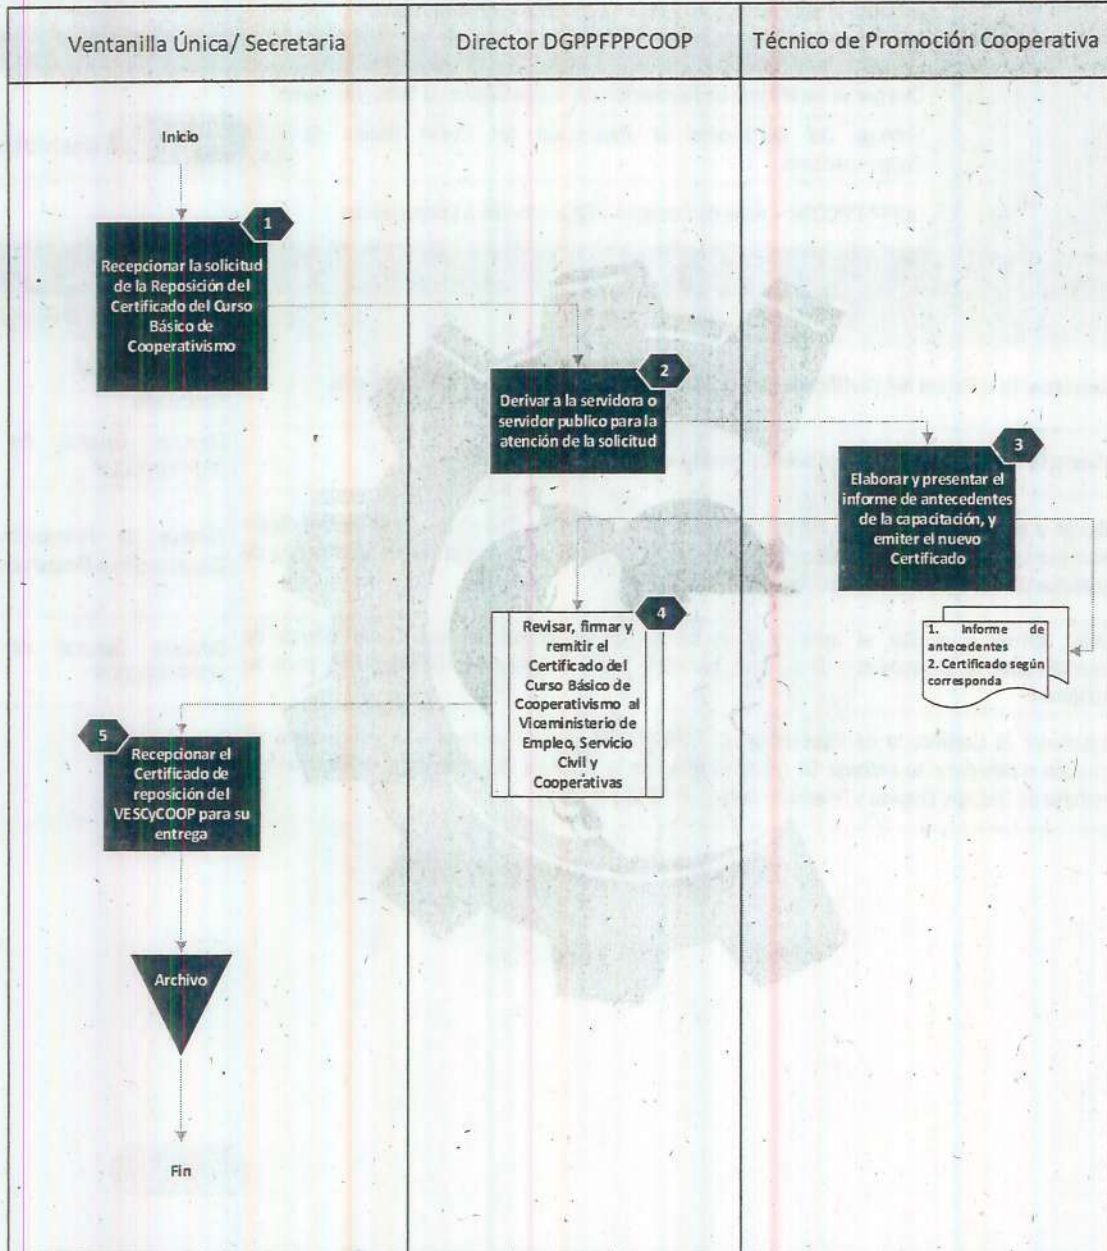 Ventanilla Única/ Secretaria
Director DGPPFPPCOOP
Técnico de Promoción Cooperativa
Inicio
1
Recepcionar la solicitud
de la Reposición del
Certificado del Curso
Básico de
Cooperativismo
2
Derivar a la servidora o
servidor publico para la
atención de la solicitud
3
Elaborar y presentar el
informe de antecedentes
de la capacitación, y
emiter el nuevo
Certificado
1. Informe de
antecedentes
2. Certificado según
corresponda
4
Revisar, firmar y
remitir el
Certificado del
Curso Básico de
Cooperativismo al
Viceministerio de
Empleo, Servicio
Civil y
Cooperativas
5
Recepcionar el
Certificado de
reposición del
VESCyCOOP para su
entrega
Archivo
Fin